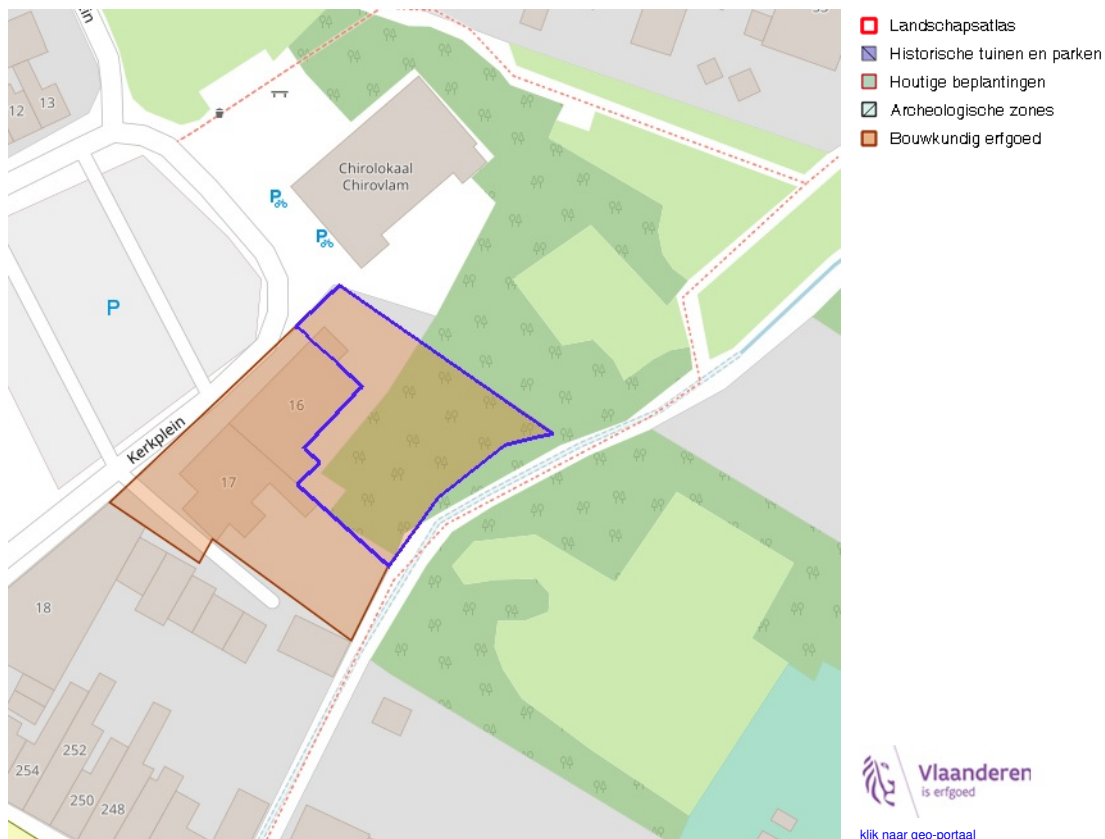 12
13
Chirolokaal
Chirovlam
P
P
P
Kerkplein
16
17
18
254
252
250
248
Landschapsatlas
Historische tuinen en parken
Houtige beplantingen
Archeologische zones
Bouwkundig erfgoed
Vlaanderen
is erfgoed
klik naar geo-portaal